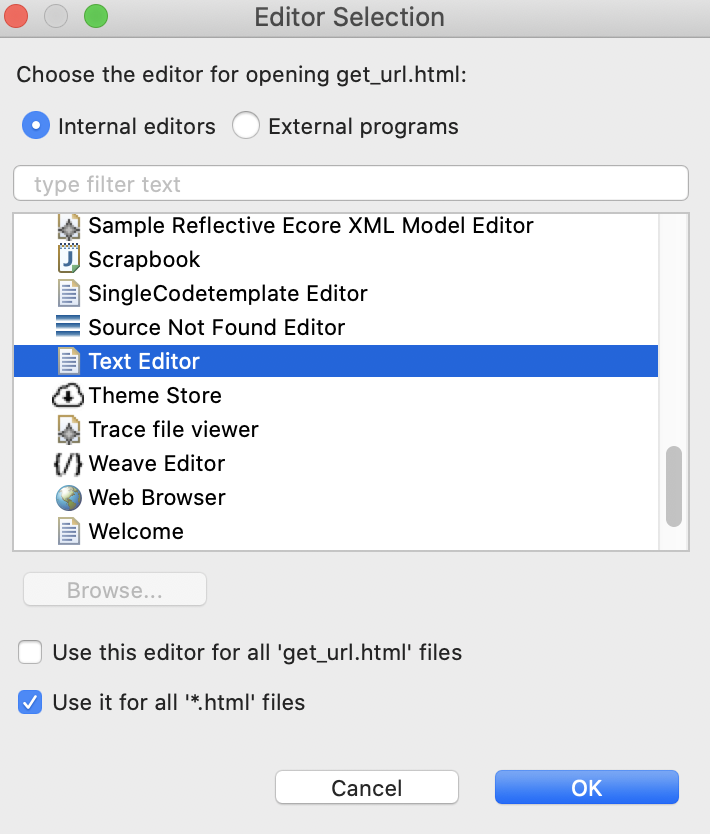 Editor Selection
Choose the editor for opening get_url.html:
Internal editors External programs
type filter text
Sample Reflective Ecore XML Model Editor
Scrapbook
SingleCodetemplate Editor
Source Not Found Editor
Text Editor
Theme Store
Trace file viewer
Weave Editor
Web Browser
Welcome
Browse...
Use this editor for all 'get_url.html' files
Use it for all '*.html' files
Cancel OK